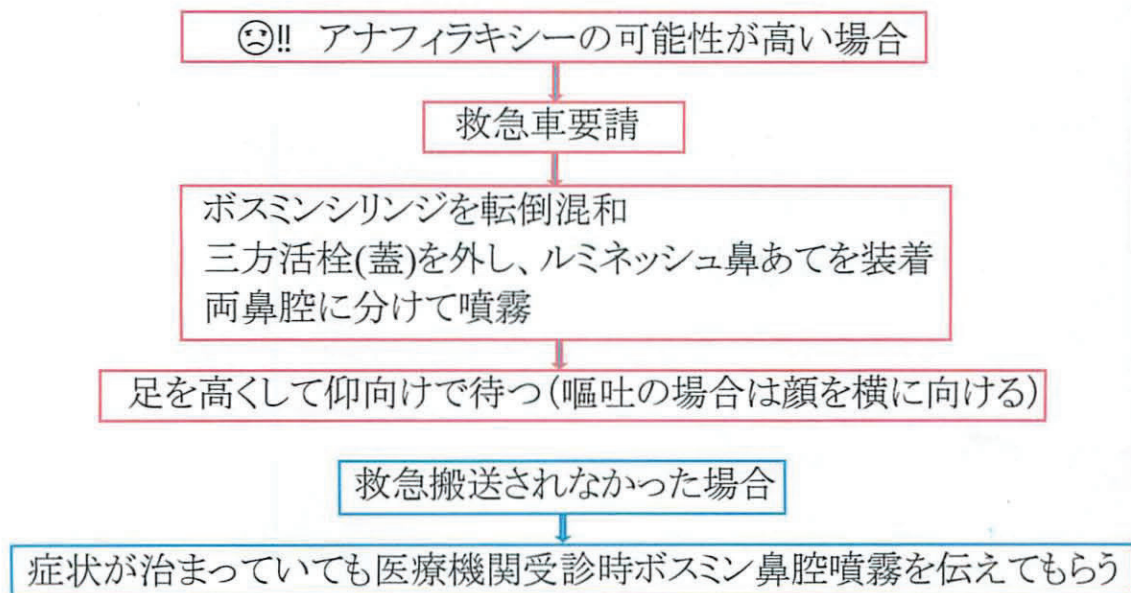 ☹!! アナフィラキシーの可能性が高い場合
救急車要請
ボスミンシリンジを転倒混和
三方活栓(蓋)を外し、ルミネッシュ鼻あてを装着
両鼻腔に分けて噴霧
足を高くして仰向けで待つ(嘔吐の場合は顔を横に向ける)
救急搬送されなかった場合
症状が治まっていても医療機関受診時ボスミン鼻腔噴霧を伝えてもらう